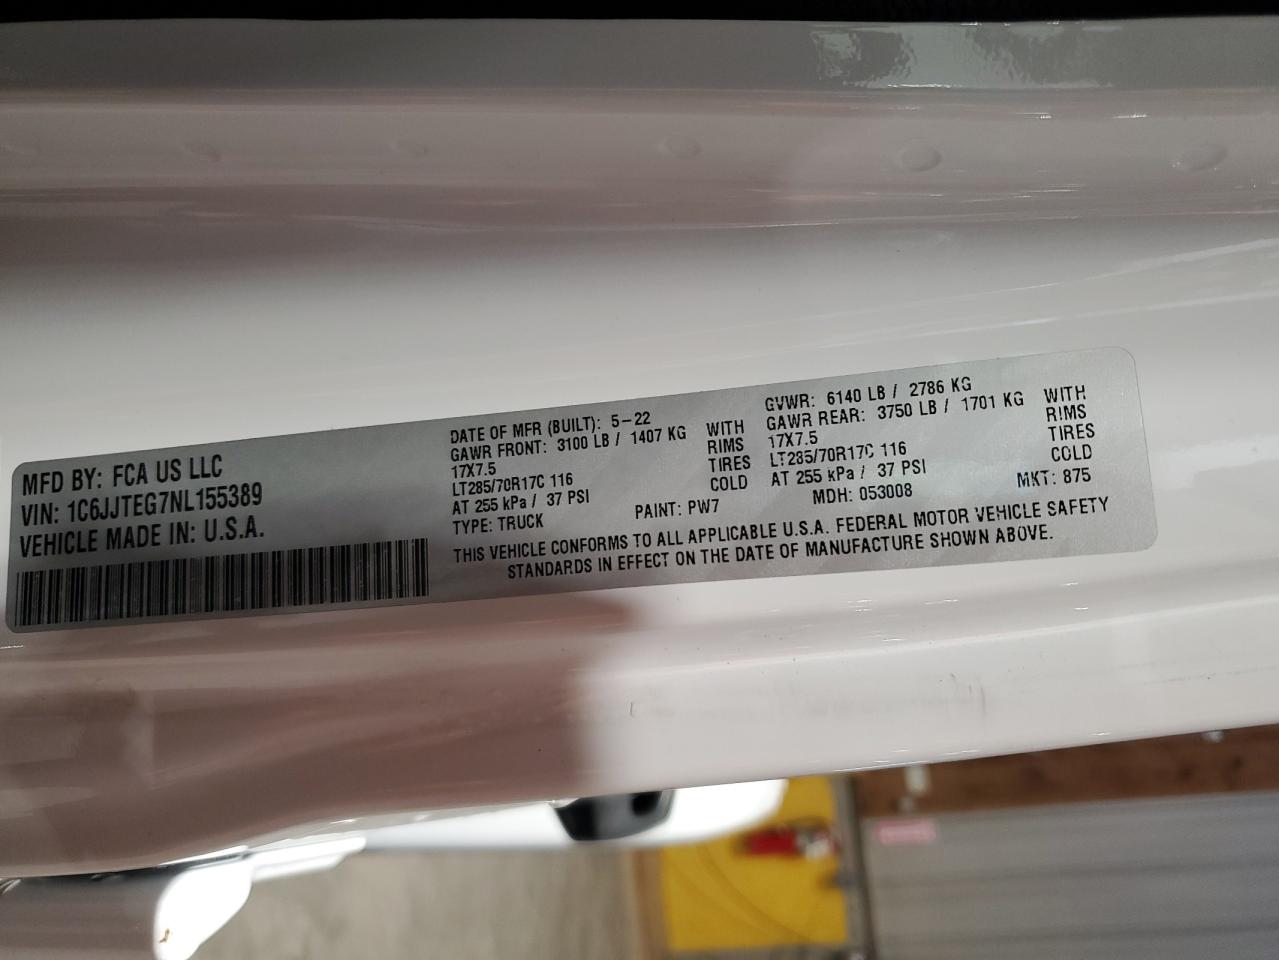 MFD BY: FCA US LLC
VIN: 1C6JJTEG7NL155389
VEHICLE MADE IN: U.S.A.
DATE OF MFR (BUILT): 5-22
GAWR FRONT: 3100 LB / 1407 KG WITH
17X7.5 RIMS
LT285/70R17C 116 TIRES
AT 255 kPa / 37 PSI COLD
TYPE: TRUCK PAINT: PW7
GVWR: 6140 LB / 2786 KG
GAWR REAR: 3750 LB / 1701 KG WITH
17X7.5 RIMS
LT285/70R17C 116 TIRES
AT 255 kPa / 37 PSI COLD
MDH: 053008 MKT: 875
THIS VEHICLE CONFORMS TO ALL APPLICABLE U.S.A. FEDERAL MOTOR VEHICLE SAFETY
STANDARDS IN EFFECT ON THE DATE OF MANUFACTURE SHOWN ABOVE.